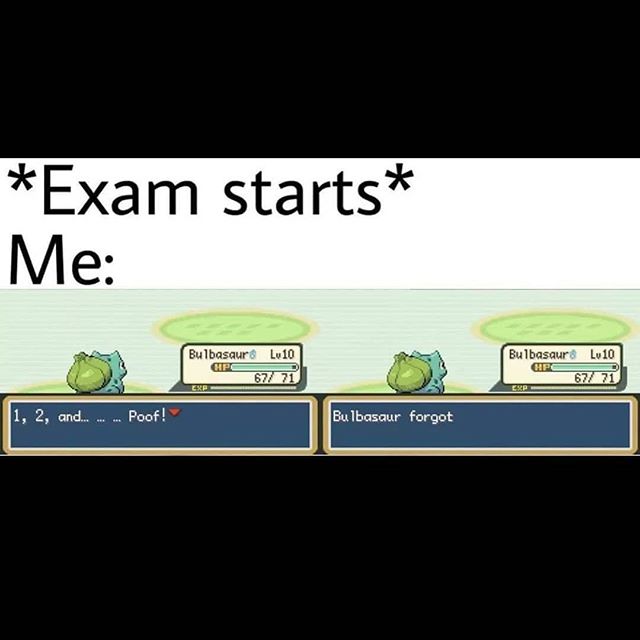 *Exam starts*
Me:
Bulbasaur♂ Lv10
HP
67/ 71
EXP
1, 2, and… … … Poof!
Bulbasaur♂ Lv10
HP
67/ 71
EXP
Bulbasaur forgot